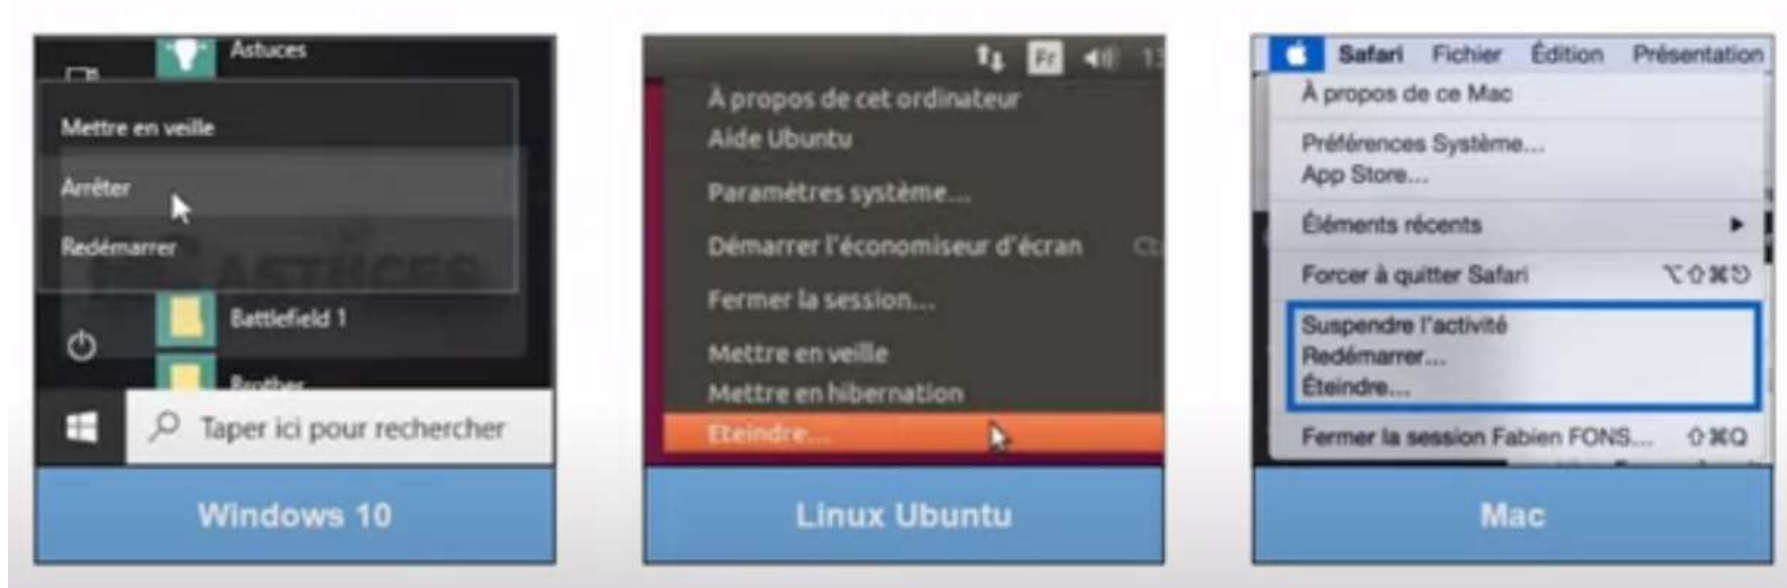 Astuces
Mettre en veille
Arrêter
Redémarrer
ASTUCES
Battlefield 1
Brother
Taper ici pour rechercher
Windows 10
Fr
À propos de cet ordinateur
Aide Ubuntu
Paramètres système...
Démarrer l'économiseur d'écran
Fermer la session...
Mettre en veille
Mettre en hibernation
Eteindre...
Linux Ubuntu
Safari Fichier Édition Présentation
À propos de ce Mac
Préférences Système...
App Store...
Éléments récents
Forcer à quitter Safari ⌥⇧⌘⎋
Suspendre l'activité
Redémarrer...
Éteindre...
Fermer la session Fabien FONS... ⇧⌘Q
Mac